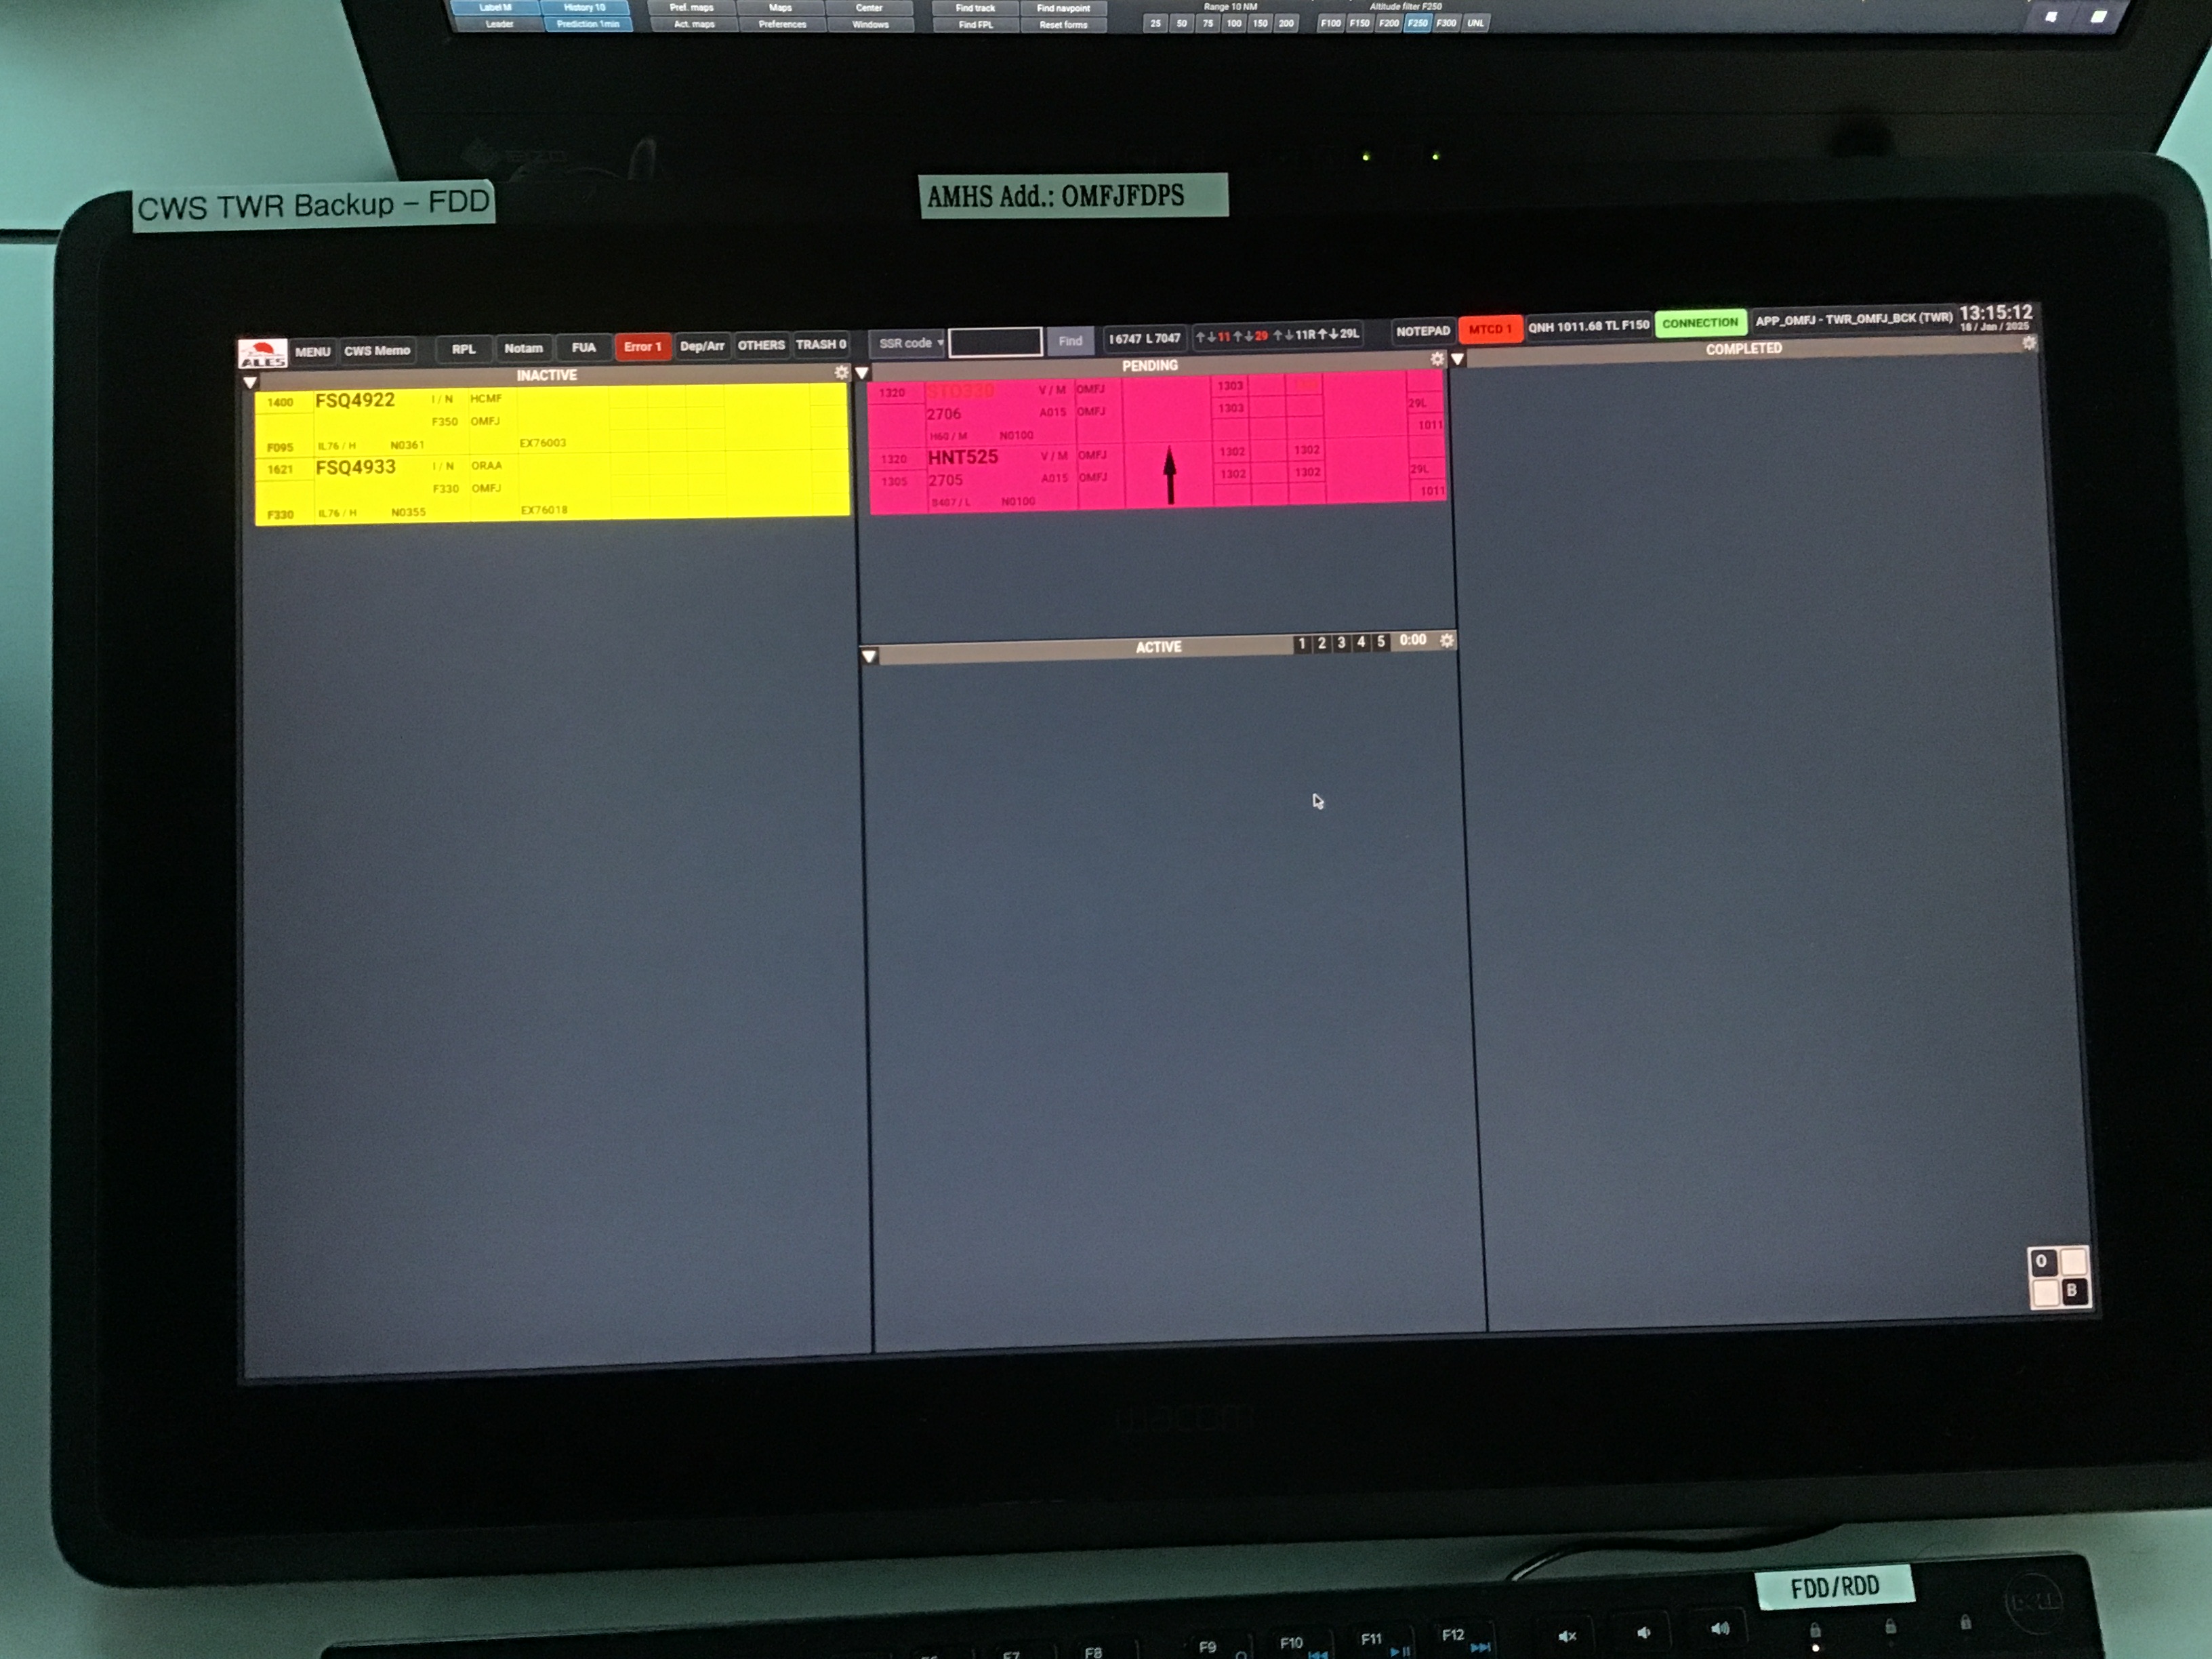 Label M History 10 Pref. maps Maps Center Find track Find navpoint Range 10 NM Altitude filter F250
Leader Prediction 1min Act. maps Preferences Windows Find FPL Reset forms 25 50 75 100 150 200 F100 F150 F200 F250 F300 UNL
EIZO
CWS TWR Backup – FDD
AMHS Add.: OMFJFDPS
ALES MENU CWS Memo RPL Notam FUA Error 1 Dep/Arr OTHERS TRASH 0 SSR code Find I 6747 L 7047 ↑↓11 ↑↓29 ↑↓11R ↑↓29L NOTEPAD MTCD 1 QNH 1011.68 TL F150 CONNECTION APP_OMFJ - TWR_OMFJ_BCK (TWR) 13:15:12
16 / Jan / 2025
INACTIVE
1400 FSQ4922 I / N HCMF
F350 OMFJ
F095 IL76 / H N0361 EX76003
1621 FSQ4933 I / N ORAA
F330 OMFJ
F330 IL76 / H N0355 EX76018
PENDING
1320 STO330 V / M OMFJ 1303
2706 A015 OMFJ 1303 29L
H60 / M N0100 1011
1320 HNT525 V / M OMFJ 1302 1302
1305 2705 A015 OMFJ 1302 1302 29L
B407 / L N0100 1011
ACTIVE 1 2 3 4 5 0:00
COMPLETED
O
B
wacom
FDD/RDD
DELL
F7 F8 F9 F10 F11 F12